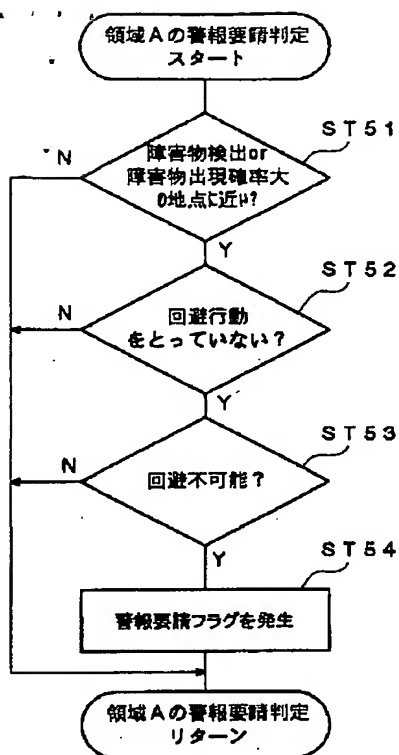 領域Aの警報要請判定
スタート
ST51
N
障害物検出or
障害物出現確率大
の地点に近い?
Y
ST52
N
回避行動
をとっていない?
Y
ST53
N
回避不可能?
Y
ST54
警報要請フラグを発生
領域Aの警報要請判定
リターン